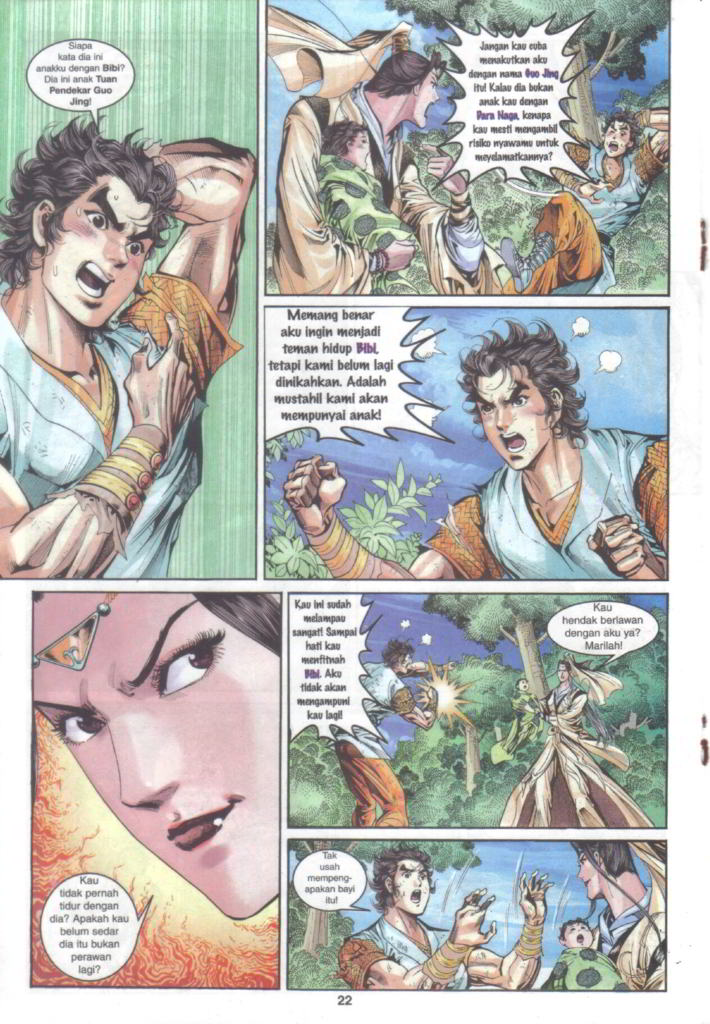 Siapa
kata dia ini
anakku dengan Bibi?
Dia ini anak Tuan
Pendekar Guo
Jing!
Jangan kau cuba
menakutkan aku
dengan nama Guo Jing
itu! Kalau dia bukan
anak kau dengan
Dara Naga, kenapa
kau mesti mengambil
risiko nyawamu untuk
meyelamatkannya?
Memang benar
aku ingin menjadi
teman hidup Bibi,
tetapi kami belum lagi
dinikahkan. Adalah
mustahil kami akan
mempunyai anak!
Kau
tidak pernah
tidur dengan
dia? Apakah kau
belum sedar
dia itu bukan
perawan
lagi?
Kau ini sudah
melampau
sangat! Sampai
hati kau
menfitnah
Bibi. Aku
tidak akan
mengampuni
kau lagi!
Kau
hendak berlawan
dengan aku ya?
Marilah!
Tak
usah
mempeng-
apakan bayi
itu!
22